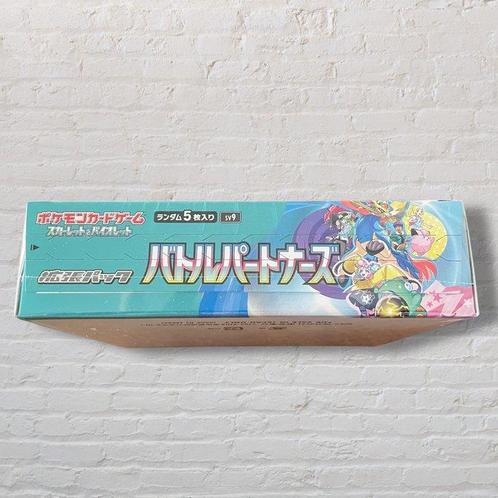 ポケモンカードゲーム
スカーレット&バイオレット
ランダム5枚入り
sv9
拡張パック
バトルパートナーズ